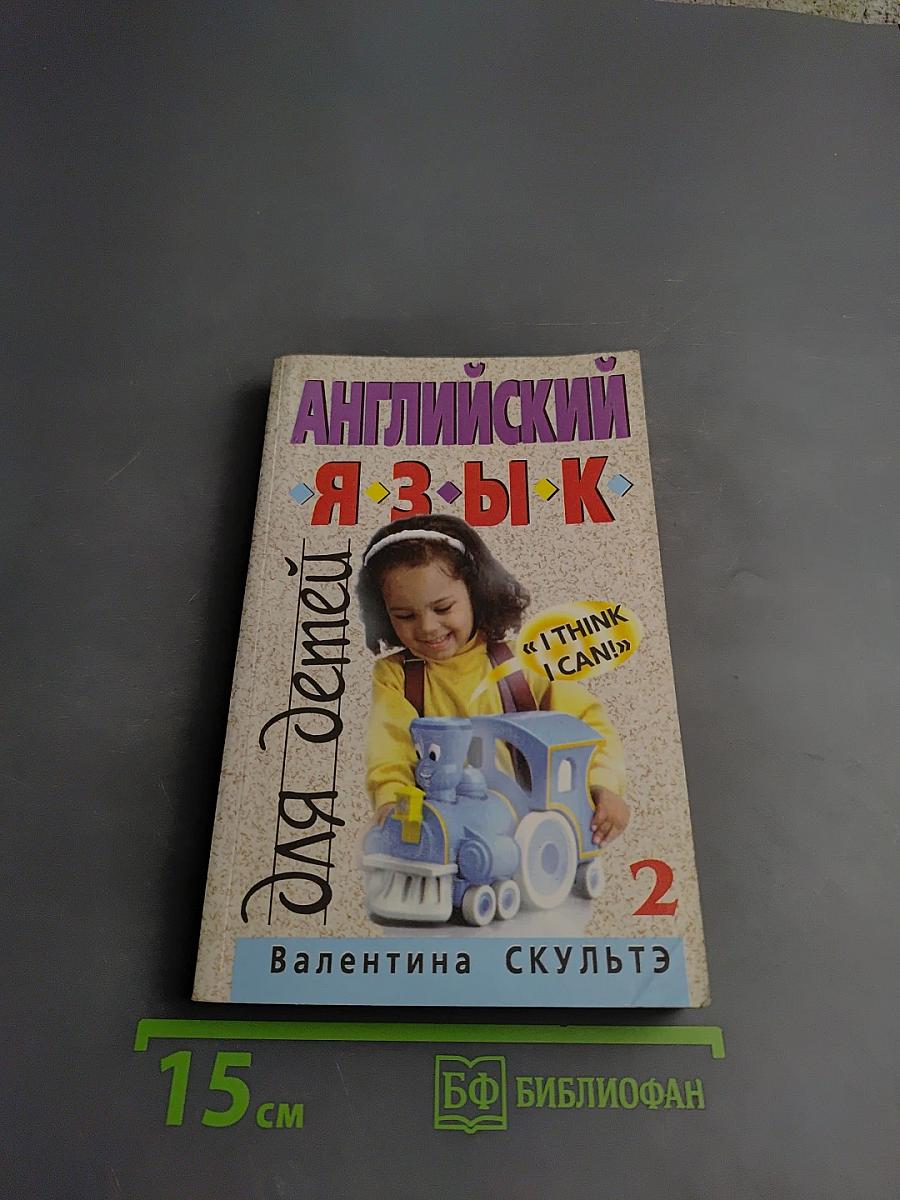 АНГЛИЙСКИЙ
Я·З·Ы·К
для детей
«I THINK
I CAN!»
2
Валентина СКУЛЬТЭ
15 см
БФ БИБЛИОФАН